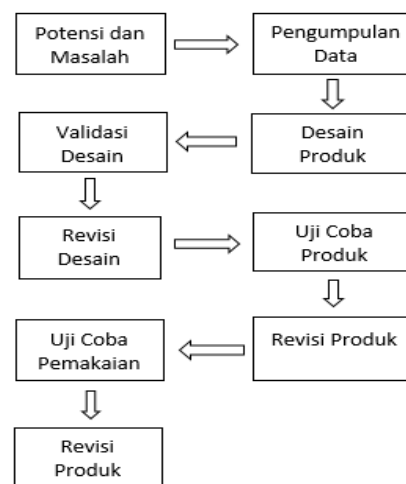 Potensi dan
Masalah
Pengumpulan
Data
Desain
Produk
Validasi
Desain
Revisi
Desain
Uji Coba
Produk
Revisi Produk
Uji Coba
Pemakaian
Revisi
Produk